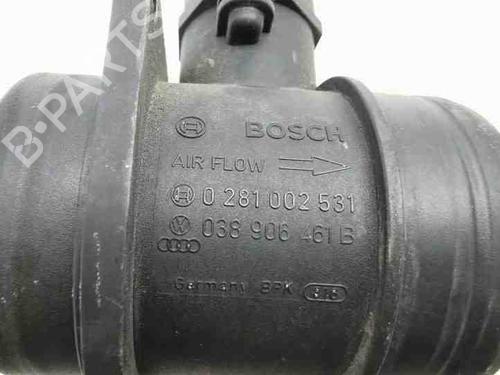 B-PARTS
BOSCH
AIR FLOW
0 281 002 531
038 906 461 B
Germany BPK